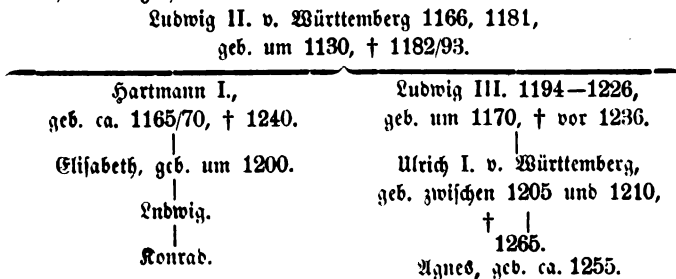 Ludwig II. v. Württemberg 1166, 1181,
geb. um 1130, † 1182/93.
Hartmann I.,
geb. ca. 1165/70, † 1240.
Elisabeth, geb. um 1200.
Lndwig.
Konrad.
Ludwig III. 1194—1226,
geb. um 1170, † vor 1236.
Ulrich I. v. Württemberg,
geb. zwischen 1205 und 1210,
†
1265.
Agnes, geb. ca. 1255.